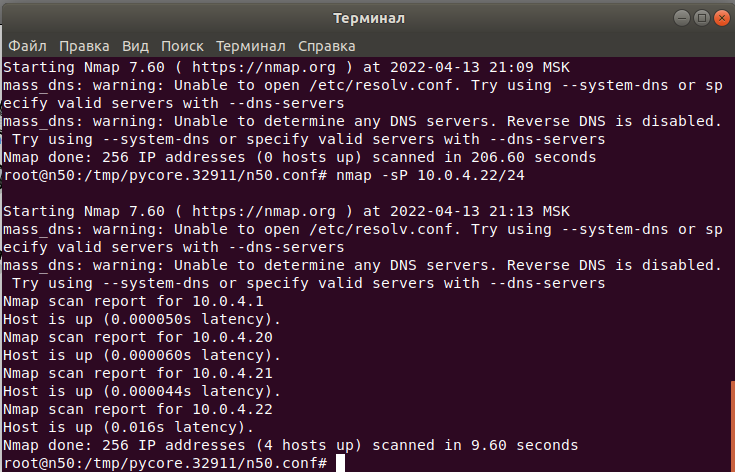 Терминал
Файл Правка Вид Поиск Терминал Справка
Starting Nmap 7.60 ( https://nmap.org ) at 2022-04-13 21:09 MSK
mass_dns: warning: Unable to open /etc/resolv.conf. Try using --system-dns or sp
ecify valid servers with --dns-servers
mass_dns: warning: Unable to determine any DNS servers. Reverse DNS is disabled.
 Try using --system-dns or specify valid servers with --dns-servers
Nmap done: 256 IP addresses (0 hosts up) scanned in 206.60 seconds
root@n50:/tmp/pycore.32911/n50.conf# nmap -sP 10.0.4.22/24

Starting Nmap 7.60 ( https://nmap.org ) at 2022-04-13 21:13 MSK
mass_dns: warning: Unable to open /etc/resolv.conf. Try using --system-dns or sp
ecify valid servers with --dns-servers
mass_dns: warning: Unable to determine any DNS servers. Reverse DNS is disabled.
 Try using --system-dns or specify valid servers with --dns-servers
Nmap scan report for 10.0.4.1
Host is up (0.000050s latency).
Nmap scan report for 10.0.4.20
Host is up (0.000060s latency).
Nmap scan report for 10.0.4.21
Host is up (0.000044s latency).
Nmap scan report for 10.0.4.22
Host is up (0.016s latency).
Nmap done: 256 IP addresses (4 hosts up) scanned in 9.60 seconds
root@n50:/tmp/pycore.32911/n50.conf#